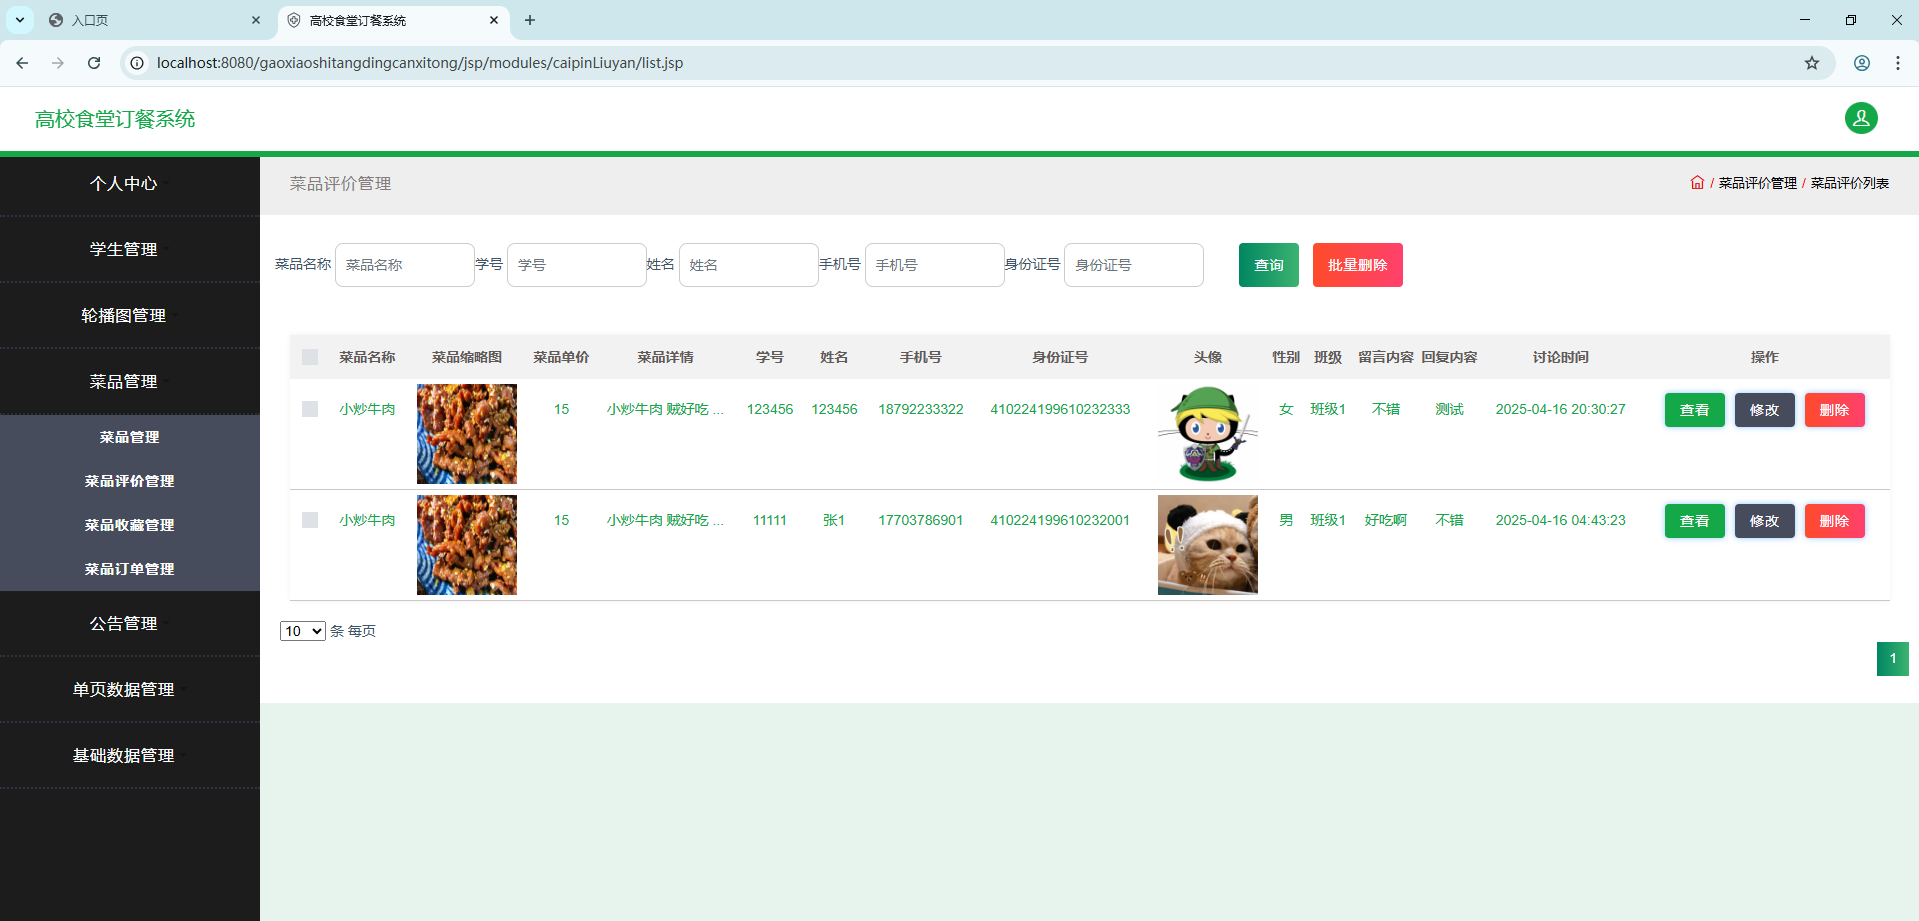 入口页
高校食堂订餐系统
localhost:8080/gaoxiaoshitangdingcanxitong/jsp/modules/caipinLiuyan/list.jsp
高校食堂订餐系统
个人中心
学生管理
轮播图管理
菜品管理
菜品管理
菜品评价管理
菜品收藏管理
菜品订单管理
公告管理
单页数据管理
基础数据管理
菜品评价管理
/ 菜品评价管理 / 菜品评价列表
菜品名称 菜品名称 学号 学号 姓名 姓名 手机号 手机号 身份证号 身份证号 查询 批量删除
菜品名称 菜品缩略图 菜品单价 菜品详情 学号 姓名 手机号 身份证号 头像 性别 班级 留言内容 回复内容 讨论时间 操作
小炒牛肉 15 小炒牛肉 贼好吃 ... 123456 123456 18792233322 410224199610232333 女 班级1 不错 测试 2025-04-16 20:30:27 查看 修改 删除
小炒牛肉 15 小炒牛肉 贼好吃 ... 11111 张1 17703786901 410224199610232001 男 班级1 好吃啊 不错 2025-04-16 04:43:23 查看 修改 删除
10 条 每页
1